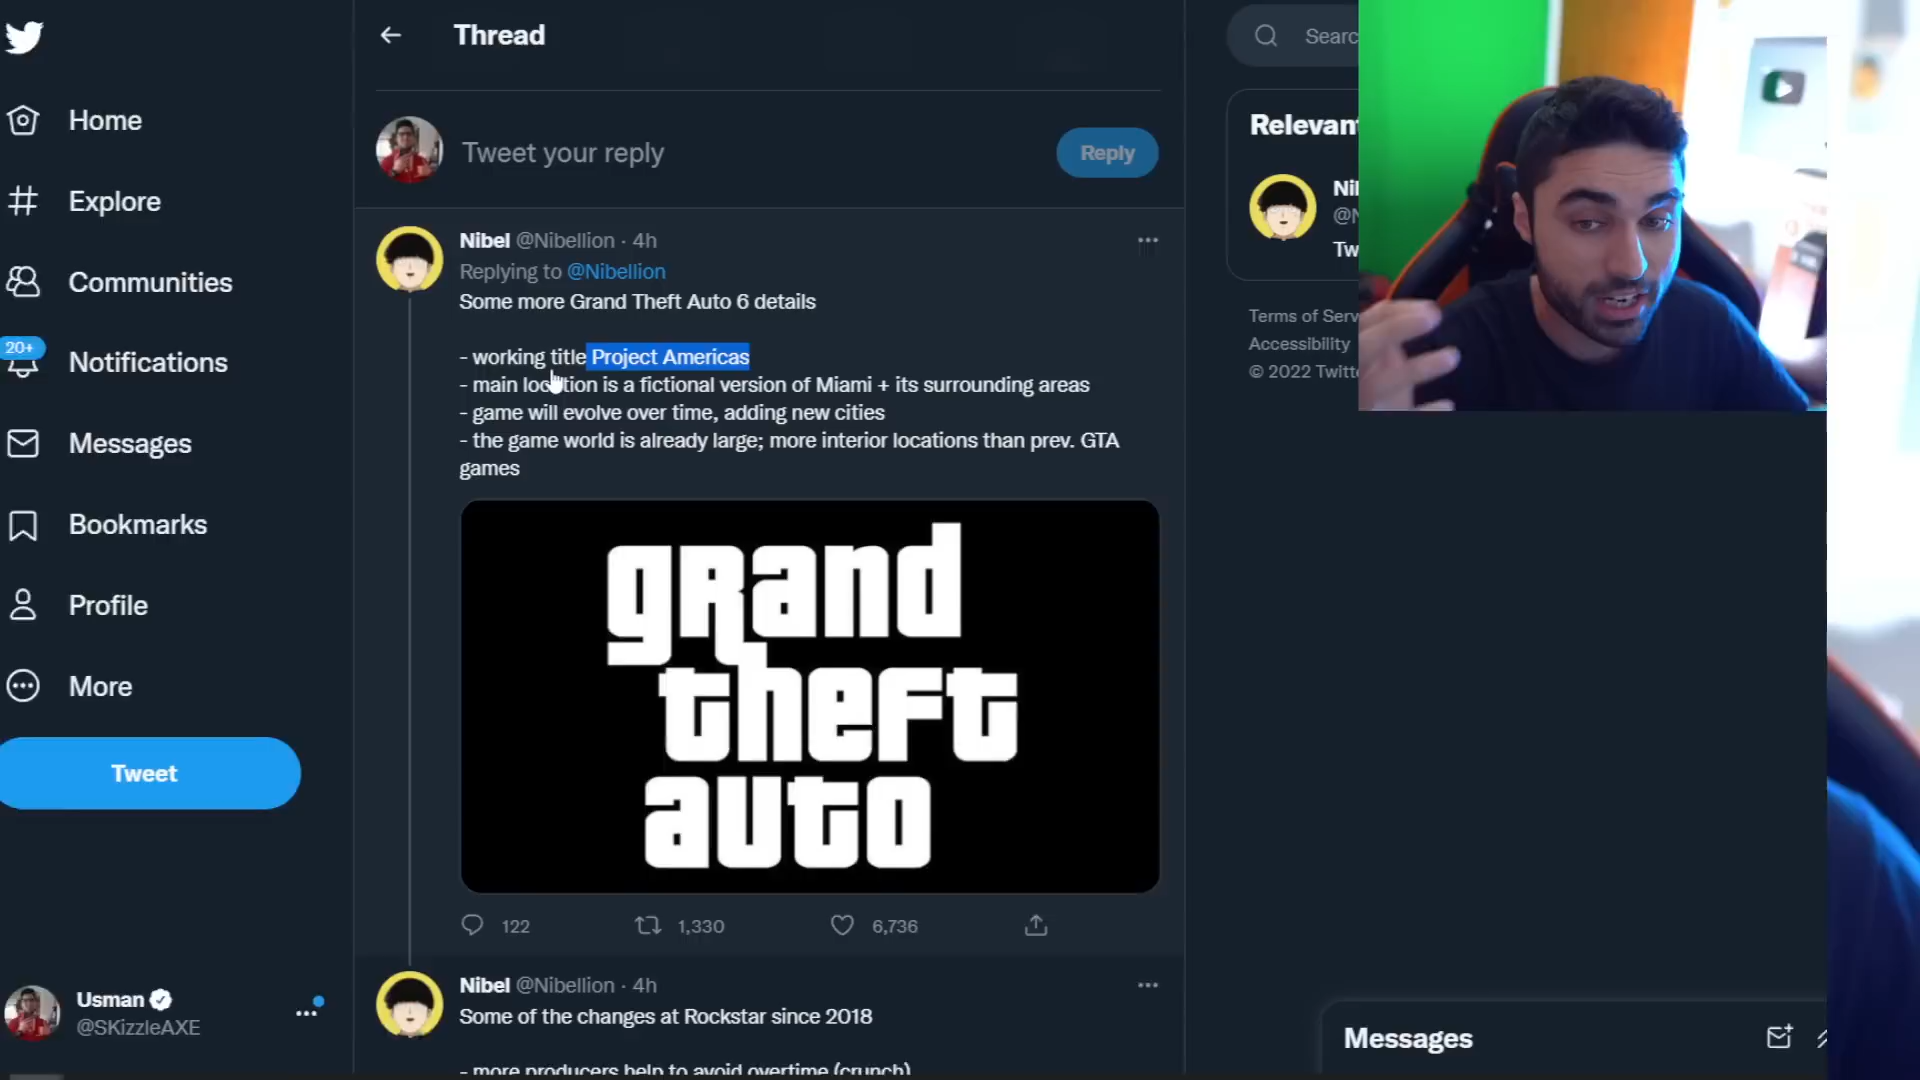 Thread
Searc
Home
Explore
Communities
20+
Notifications
Messages
Bookmarks
Profile
More
Tweet
Usman
@SKizzleAXE
Tweet your reply
Reply
Nibel @Nibellion · 4h
Replying to @Nibellion
Some more Grand Theft Auto 6 details
- working title Project Americas
- main location is a fictional version of Miami + its surrounding areas
- game will evolve over time, adding new cities
- the game world is already large; more interior locations than prev. GTA
games
grand
theft
auto
122 1,330 6,736
Nibel @Nibellion · 4h
Some of the changes at Rockstar since 2018
- more producers help to avoid overtime (crunch)
Relevan
Nib
@N
Tw
Terms of Serv
Accessibility
© 2022 Twitte
Messages